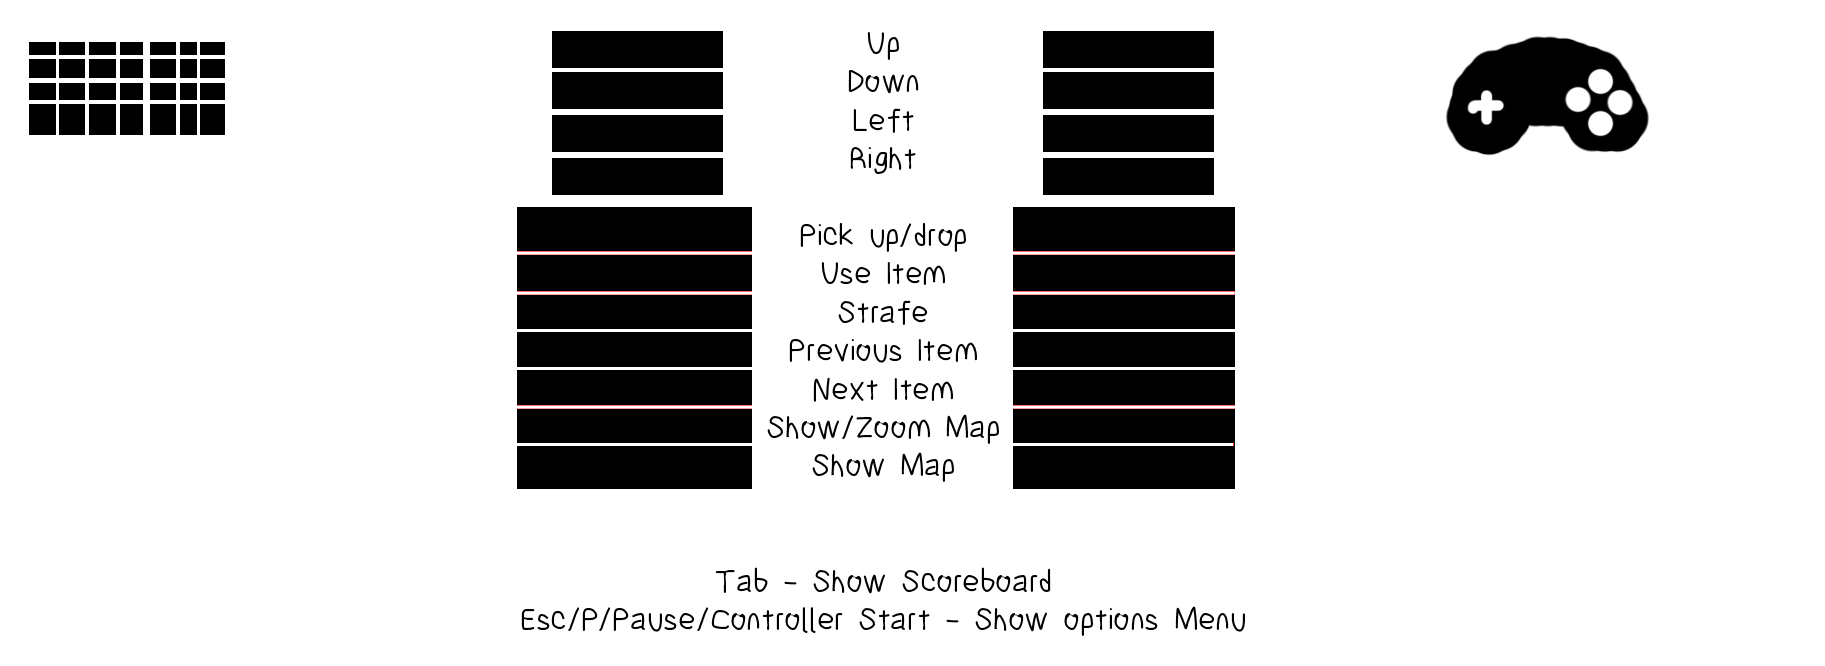 Up
Down
Left
Right
Pick up/drop
Use Item
Strafe
Previous Item
Next Item
Show/Zoom Map
Show Map
Tab - Show Scoreboard
Esc/P/Pause/Controller Start - Show options Menu